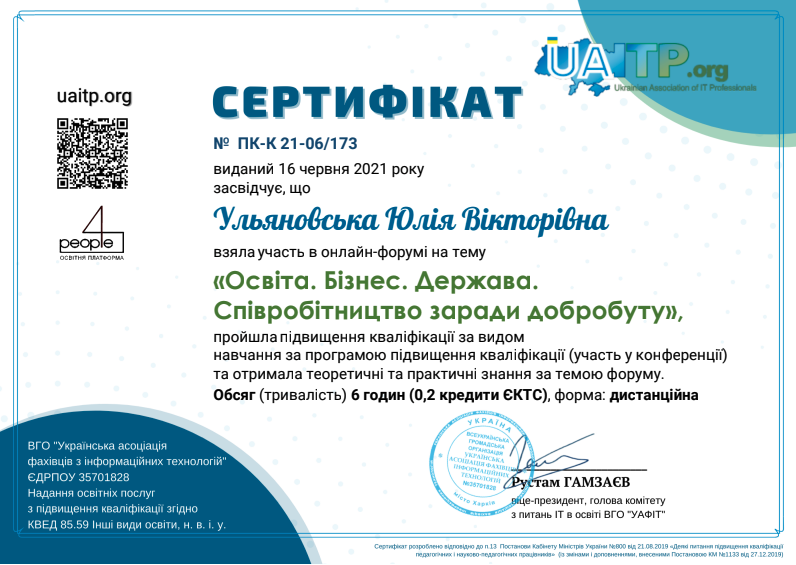 UAITP.org
Ukrainian Association of IT Professionals
uaitp.org
СЕРТИФІКАТ
№ ПК-К 21-06/173
виданий 16 червня 2021 року
засвідчує, що
Ульяновська Юлія Вікторівна
4
people
ОСВІТНЯ ПЛАТФОРМА
взяла участь в онлайн-форумі на тему
«Освіта. Бізнес. Держава.
Співробітництво заради добробуту»,
пройшла підвищення кваліфікації за видом
навчання за програмою підвищення кваліфікації (участь у конференції)
та отримала теоретичні та практичні знання за темою форуму.
Обсяг (тривалість) 6 годин (0,2 кредити ЄКТС), форма: дистанційна
ВГО "Українська асоціація
фахівців з інформаційних технологій"
ЄДРПОУ 35701828
Надання освітніх послуг
з підвищення кваліфікації згідно
КВЕД 85.59 Інші види освіти, н. в. і. у.
УКРАЇНА
ВСЕУКРАЇНСЬКА
ГРОМАДСЬКА
ОРГАНІЗАЦІЯ
УКРАЇНСЬКА
АСОЦІАЦІЯ ФАХІВЦІВ
ІНФОРМАЦІЙНИХ
ТЕХНОЛОГІЙ
№35701828
місто Харків
Рустам ГАМЗАЄВ
віце-президент, голова комітету
з питань ІТ в освіті ВГО "УАФІТ"
Сертифікат розроблено відповідно до п.13 Постанови Кабінету Міністрів України №800 від 21.08.2019 «Деякі питання підвищення кваліфікації
педагогічних і науково-педагогічних працівників» (із змінами і доповненнями, внесеними Постановою КМ №1133 від 27.12.2019)